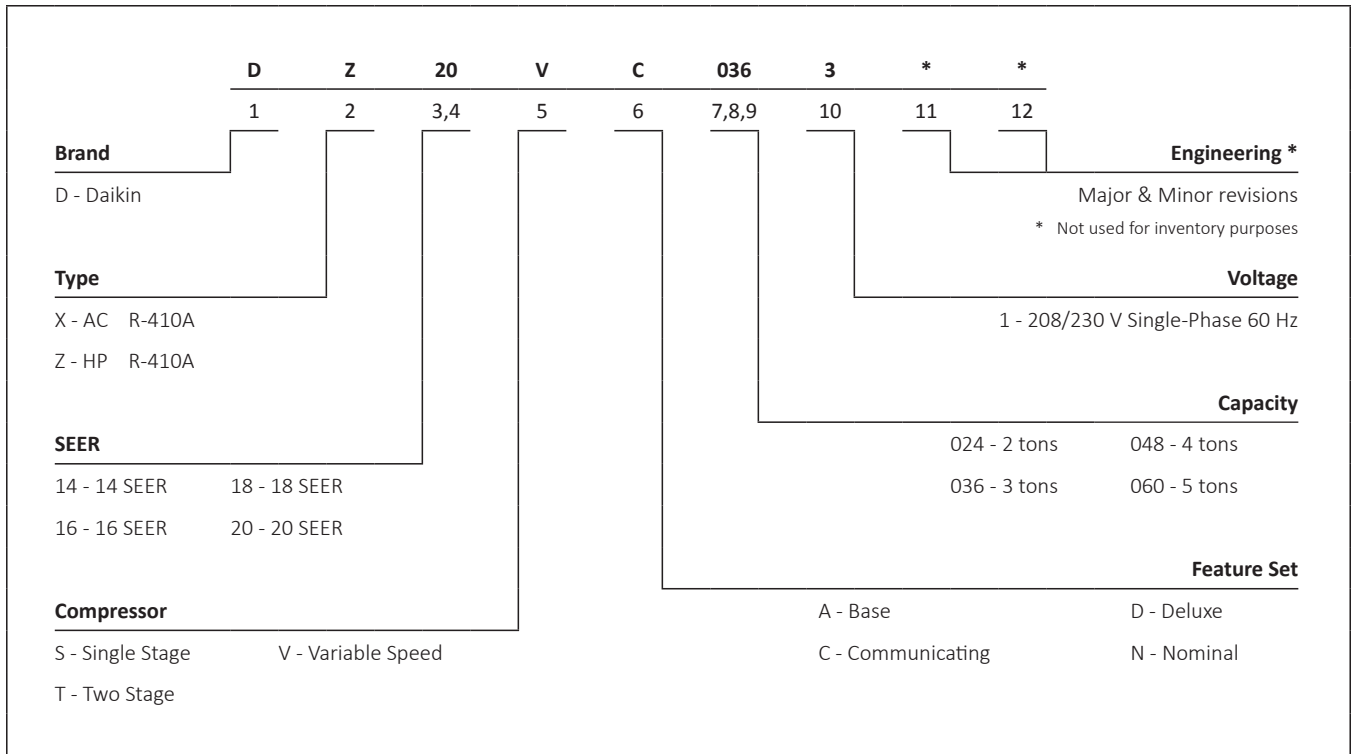 D Z 20 V C 036 3 * *
1 2 3,4 5 6 7,8,9 10 11 12
Brand
D - Daikin
Engineering *
Major & Minor revisions
* Not used for inventory purposes
Type
X - AC R-410A
Z - HP R-410A
Voltage
1 - 208/230 V Single-Phase 60 Hz
SEER
14 - 14 SEER 18 - 18 SEER
16 - 16 SEER 20 - 20 SEER
Capacity
024 - 2 tons 048 - 4 tons
036 - 3 tons 060 - 5 tons
Compressor
S - Single Stage V - Variable Speed
T - Two Stage
Feature Set
A - Base D - Deluxe
C - Communicating N - Nominal